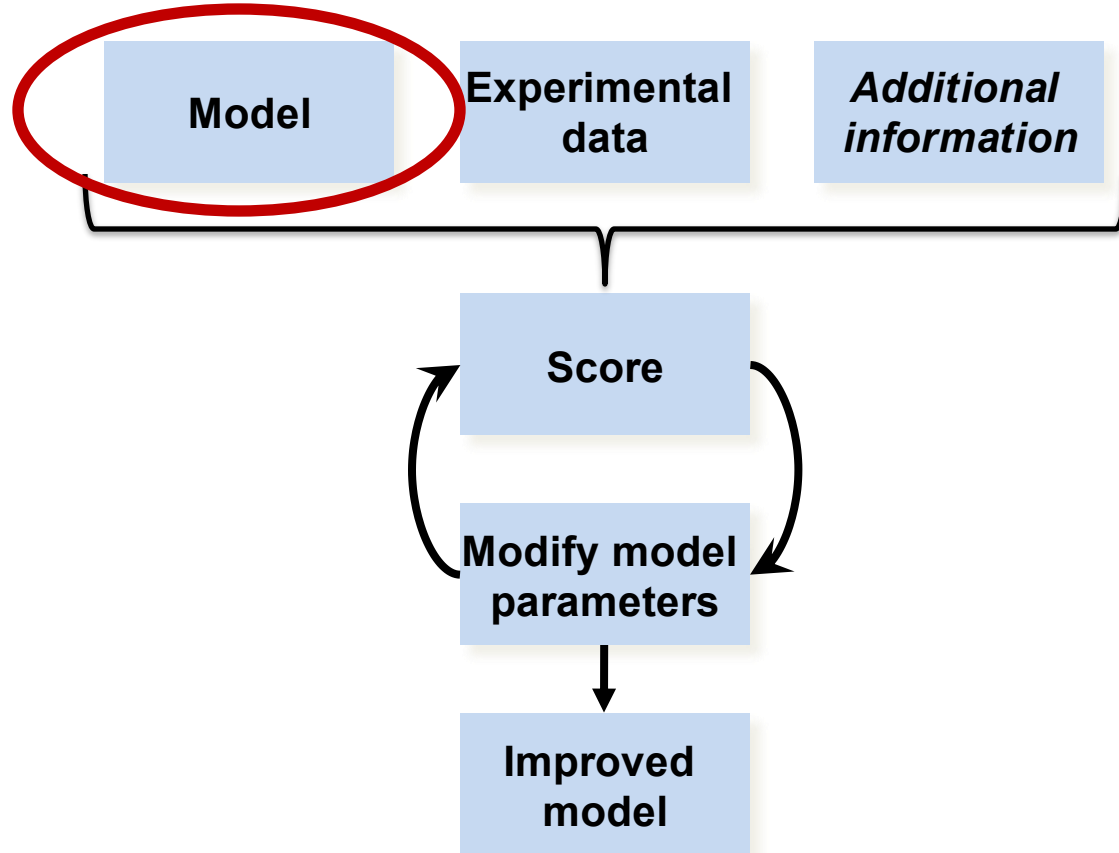 Model
Experimental
data
Additional
information
Score
Modify model
parameters
Improved
model